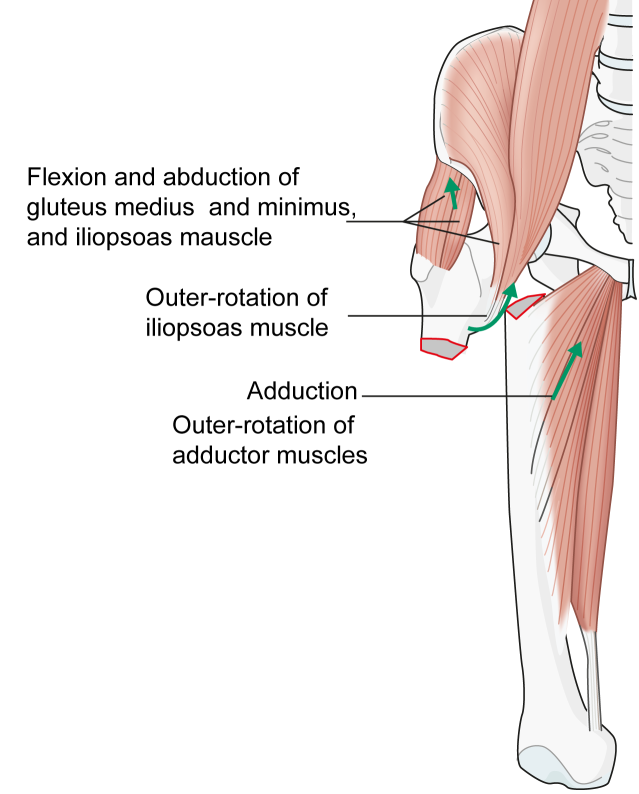 Flexion and abduction of
gluteus medius  and minimus,
and iliopsoas mauscle
Outer-rotation of
iliopsoas muscle
Adduction
Outer-rotation of
adductor muscles